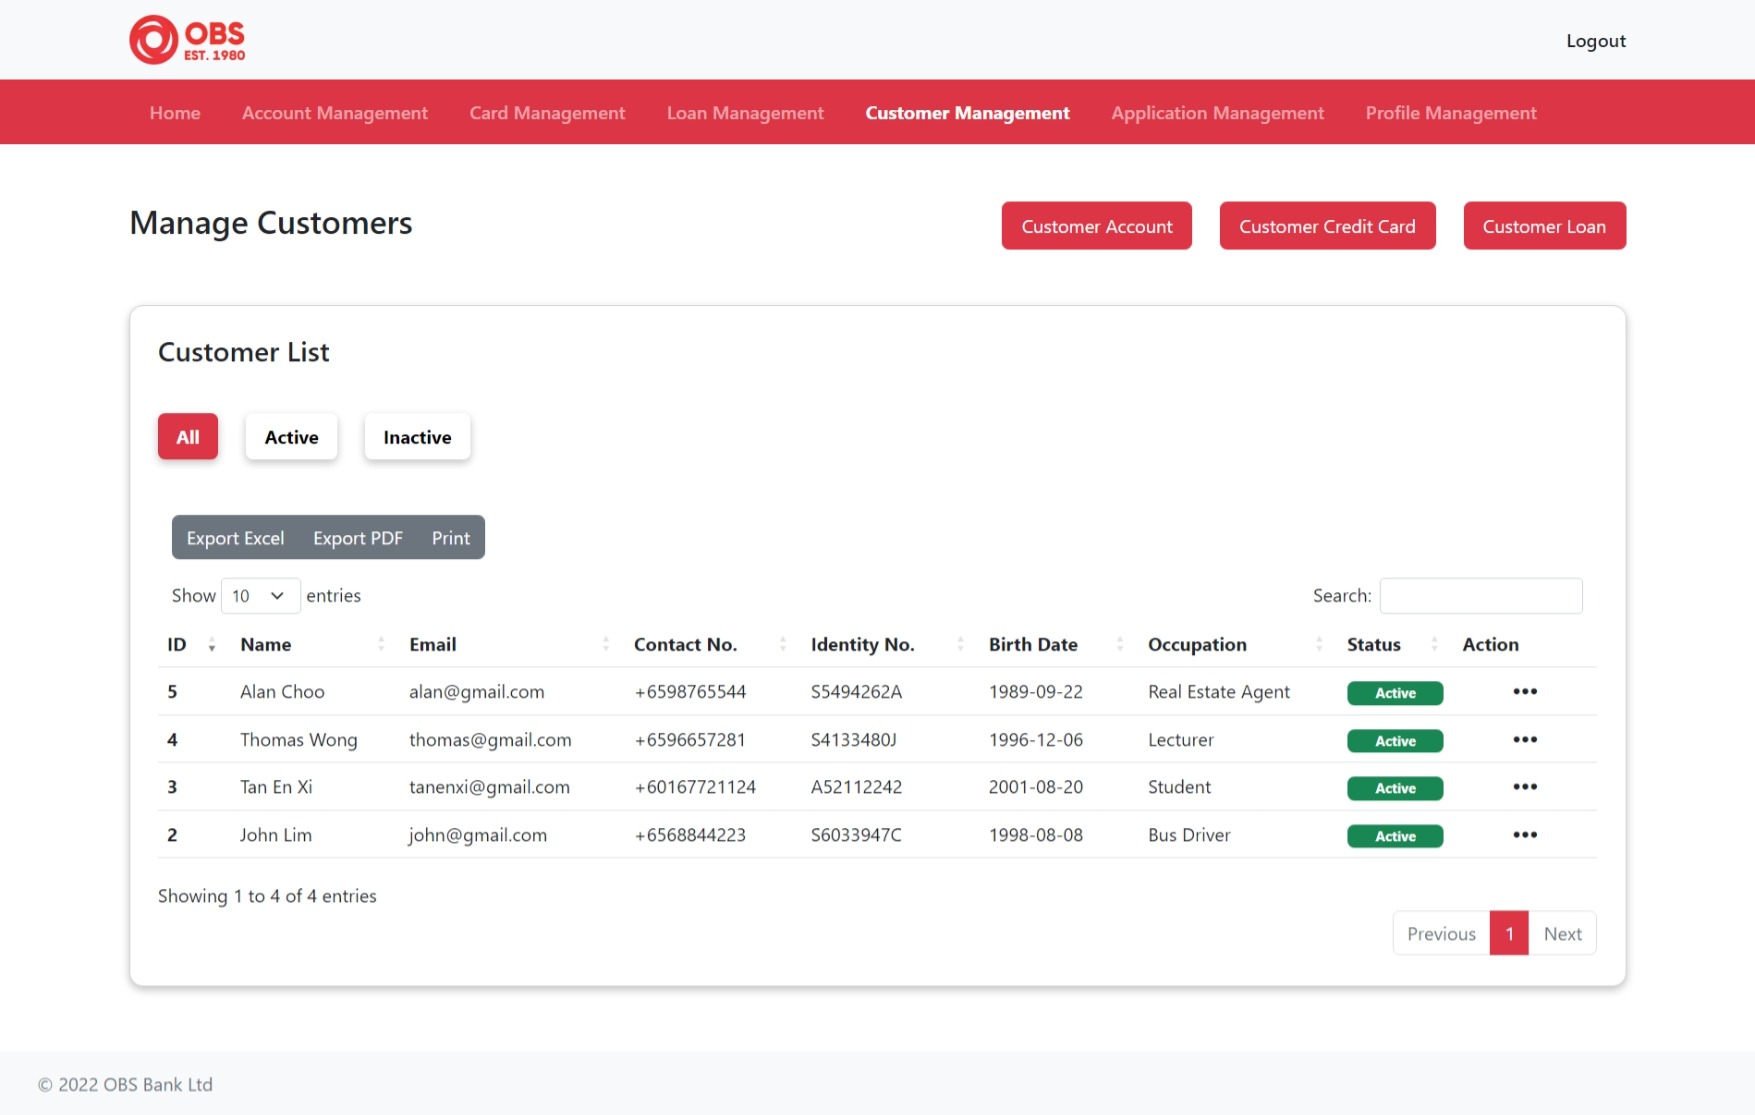 OBS
EST. 1980
Logout
Home Account Management Card Management Loan Management Customer Management Application Management Profile Management
Manage Customers
Customer Account Customer Credit Card Customer Loan
Customer List
All Active Inactive
Export Excel Export PDF Print
Show 10 entries Search:
ID Name Email Contact No. Identity No. Birth Date Occupation Status Action
5 Alan Choo alan@gmail.com +6598765544 S5494262A 1989-09-22 Real Estate Agent Active •••
4 Thomas Wong thomas@gmail.com +6596657281 S4133480J 1996-12-06 Lecturer Active •••
3 Tan En Xi tanenxi@gmail.com +60167721124 A52112242 2001-08-20 Student Active •••
2 John Lim john@gmail.com +6568844223 S6033947C 1998-08-08 Bus Driver Active •••
Showing 1 to 4 of 4 entries
Previous 1 Next
© 2022 OBS Bank Ltd